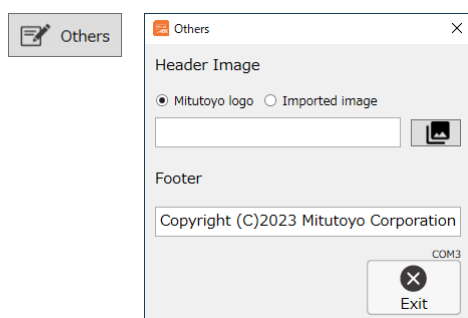 Others
Others
Header Image
Mitutoyo logo Imported image
Footer
Copyright (C)2023 Mitutoyo Corporation
COM3
Exit